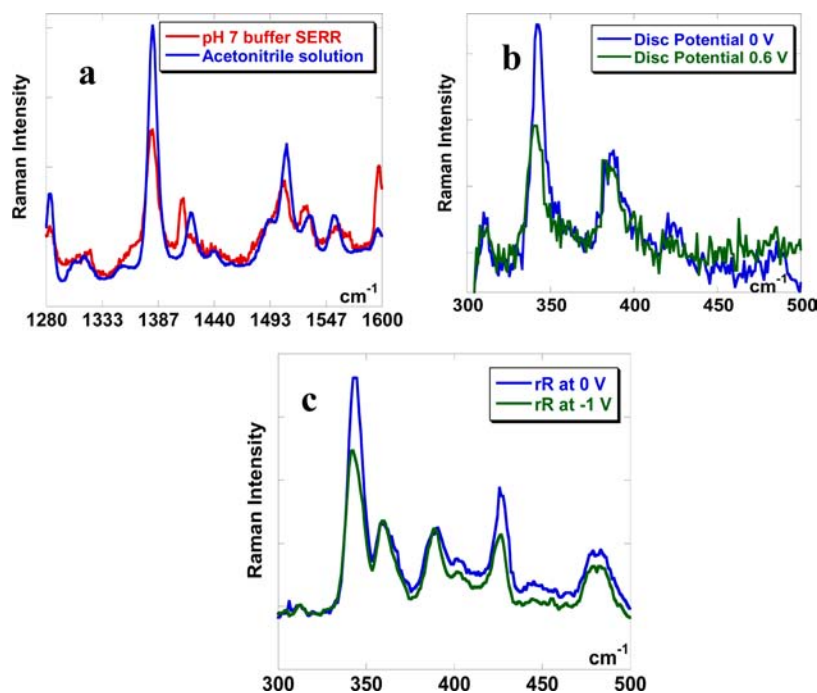 a
pH 7 buffer SERR
Acetonitrile solution
Raman Intensity
cm-1
1280 1333 1387 1440 1493 1547 1600
b
Disc Potential 0 V
Disc Potential 0.6 V
Raman Intensity
cm-1
300 350 400 450 500
c
rR at 0 V
rR at -1 V
Raman Intensity
cm-1
300 350 400 450 500